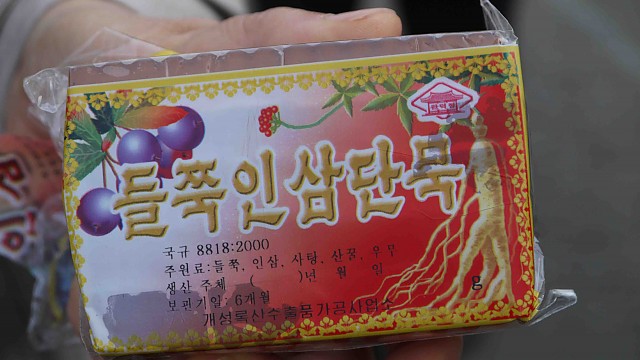 들쭉인삼단묵
국규 8818:2000
주원료:들쭉, 인삼, 사탕, 산꿀, 우무
생산 주체 ( )년 월 일
보관기일: 6개월
g
개성특산수출품가공사업소